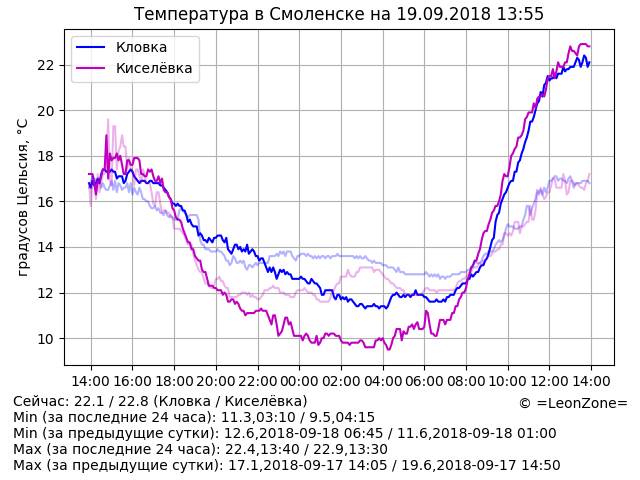 Температура в Смоленске на 19.09.2018 13:55
Кловка
Киселёвка
градусов Цельсия, °C
22
20
18
16
14
12
10
14:00 16:00 18:00 20:00 22:00 00:00 02:00 04:00 06:00 08:00 10:00 12:00 14:00
Сейчас: 22.1 / 22.8 (Кловка / Киселёвка)
© =LeonZone=
Min (за последние 24 часа): 11.3,03:10 / 9.5,04:15
Min (за предыдущие сутки): 12.6,2018-09-18 06:45 / 11.6,2018-09-18 01:00
Max (за последние 24 часа): 22.4,13:40 / 22.9,13:30
Max (за предыдущие сутки): 17.1,2018-09-17 14:05 / 19.6,2018-09-17 14:50